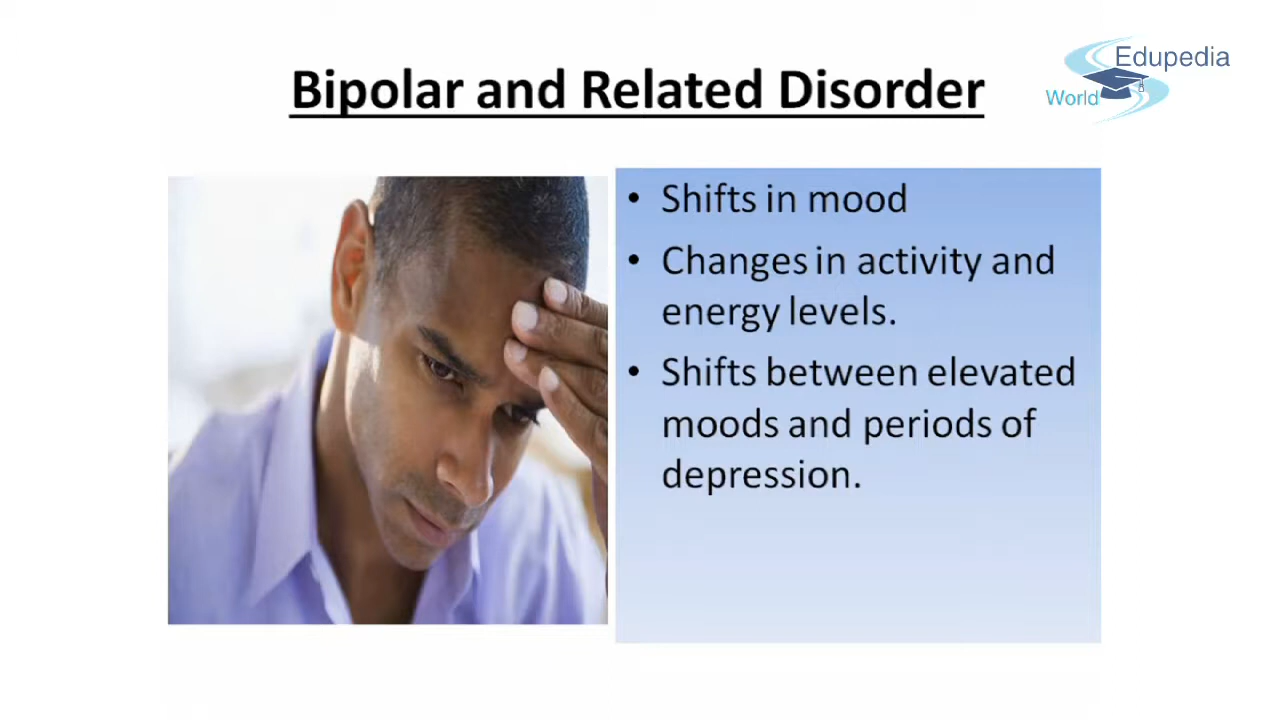 Bipolar and Related Disorder
Edupedia
World
• Shifts in mood
• Changes in activity and
energy levels.
• Shifts between elevated
moods and periods of
depression.